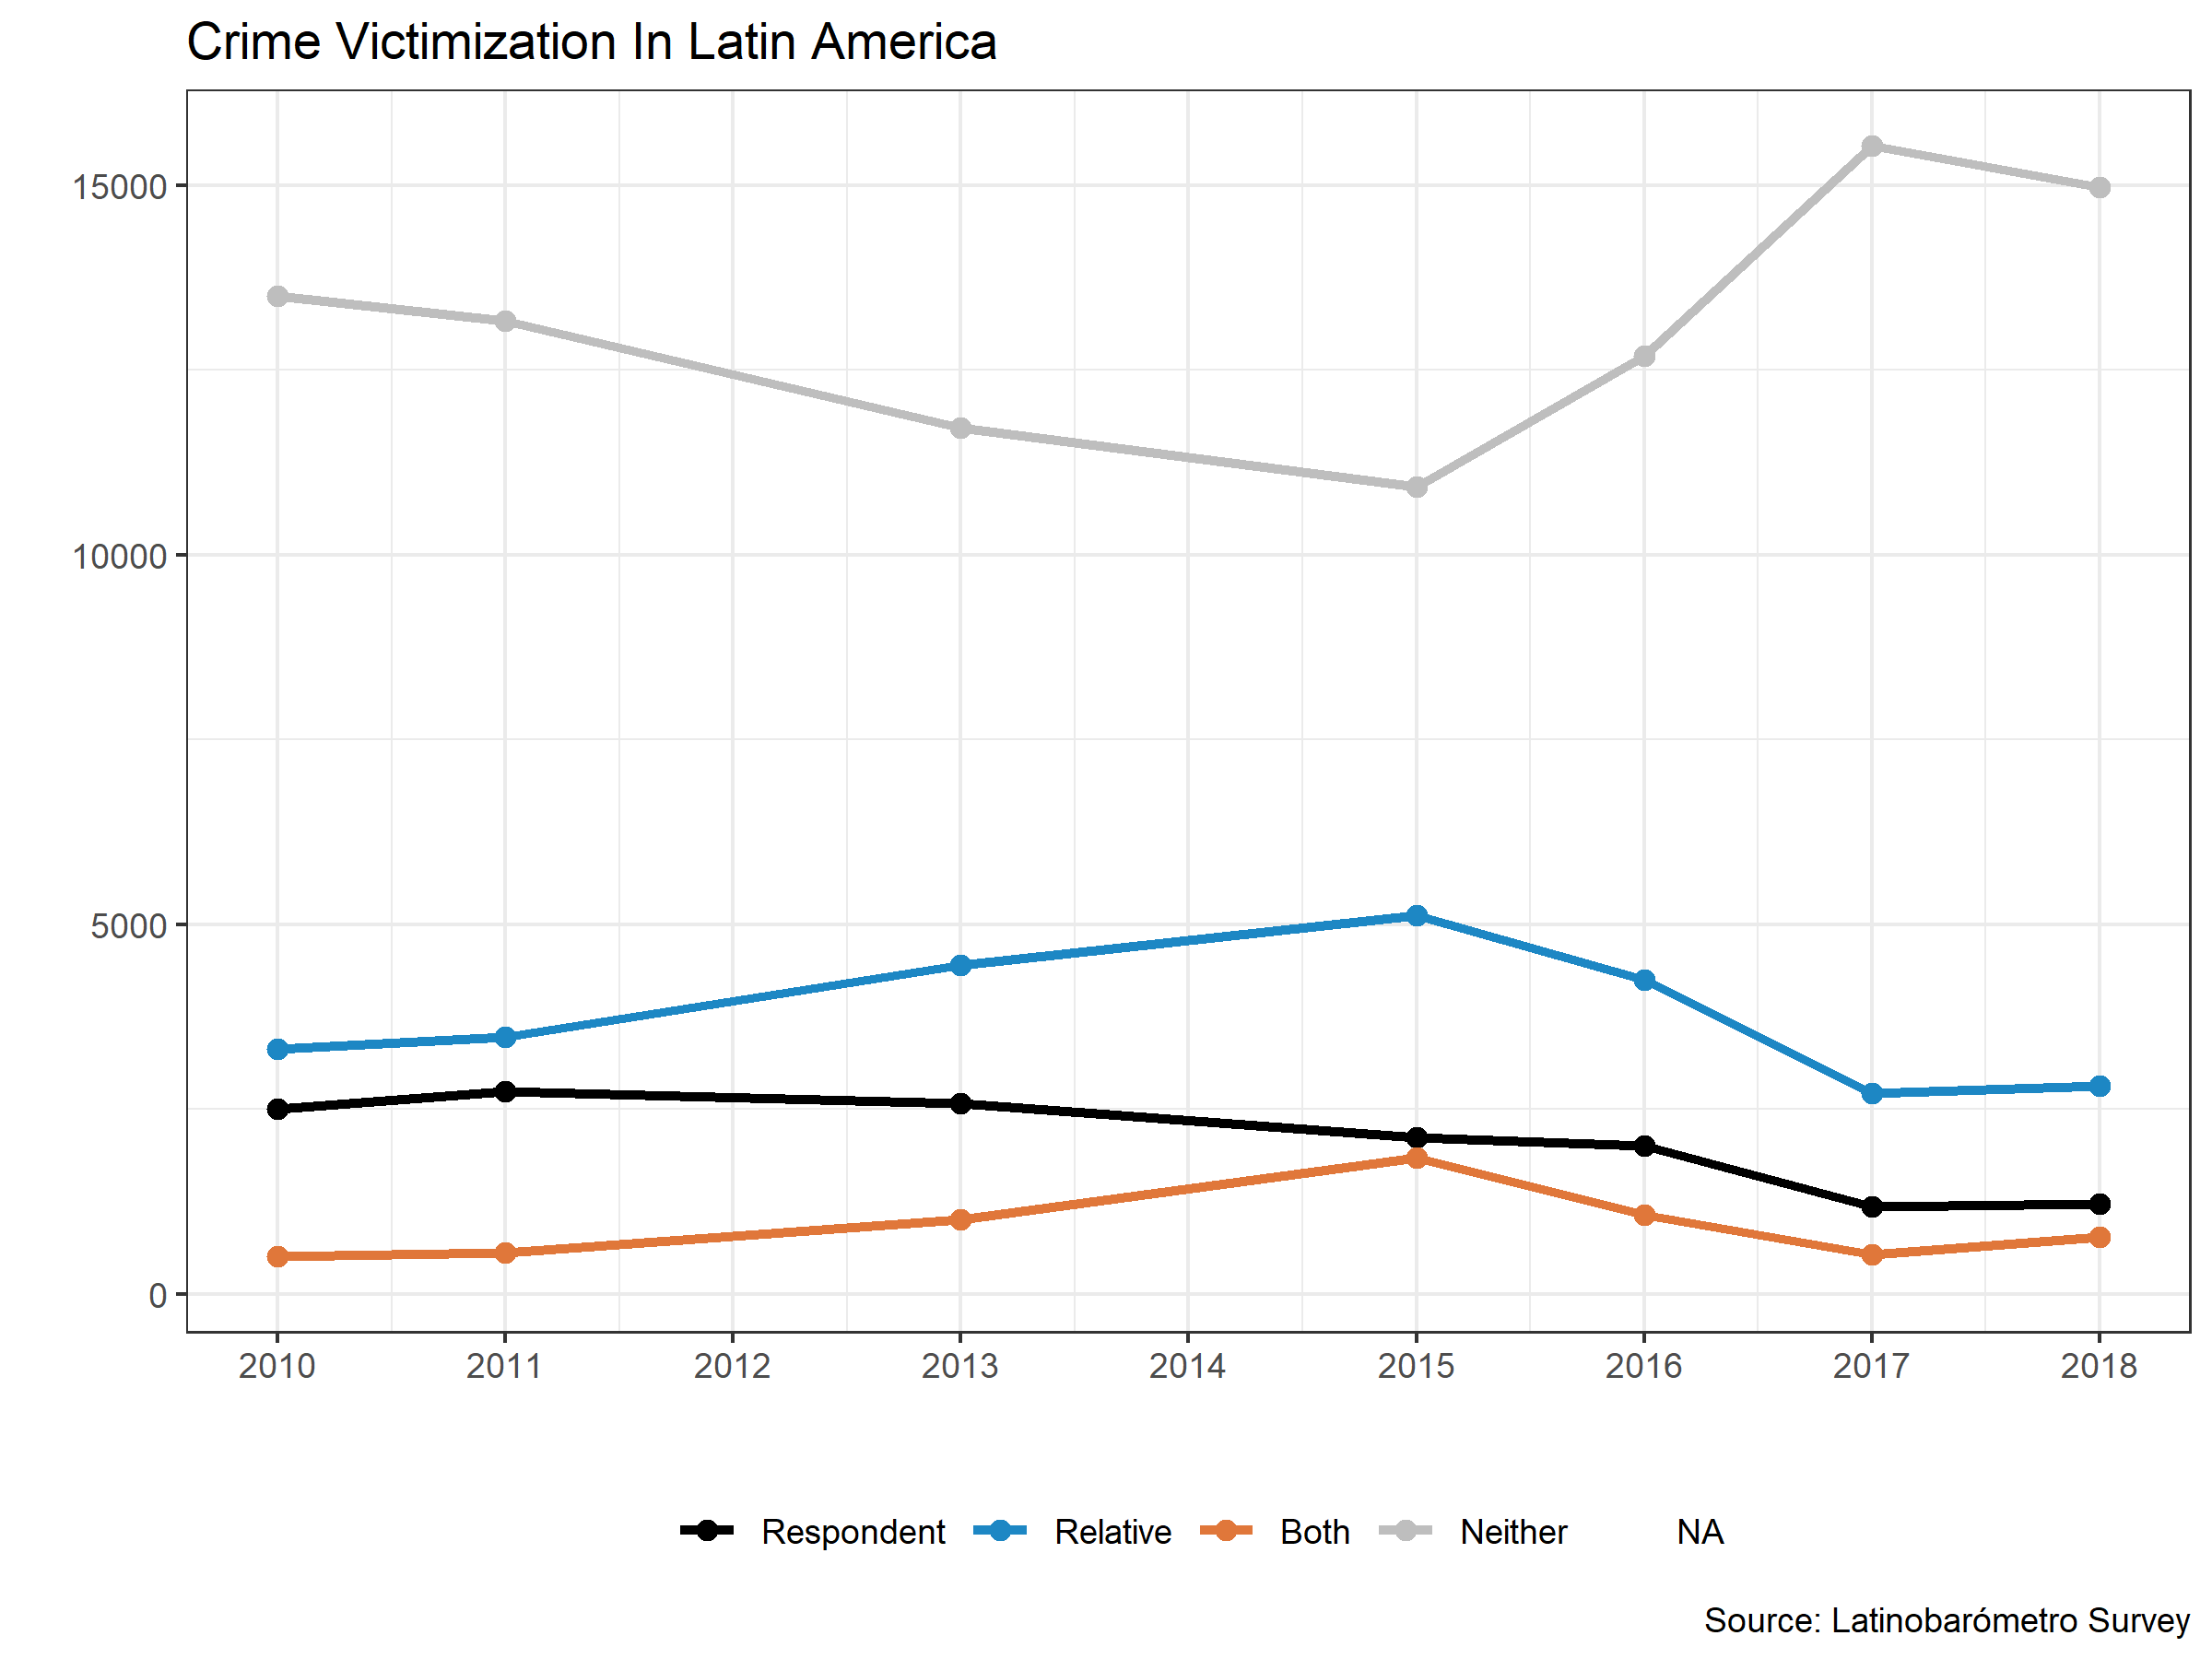 Crime Victimization In Latin America
15000
10000
5000
0
2010 2011 2012 2013 2014 2015 2016 2017 2018
Respondent Relative Both Neither NA
Source: Latinobarómetro Survey